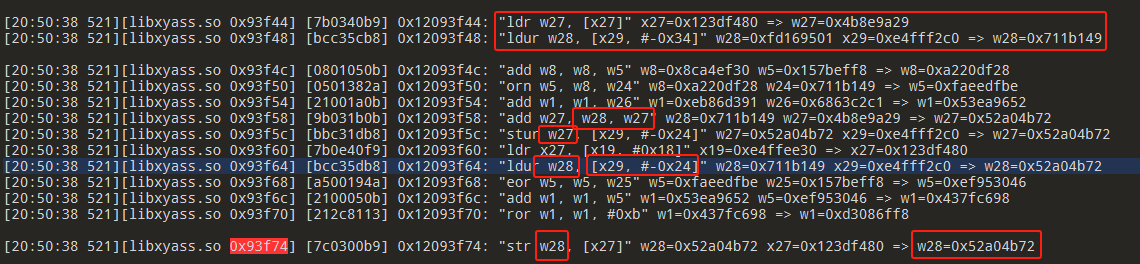 [20:50:38 521][libxyass.so 0x93f44] [7b0340b9] 0x12093f44: "ldr w27, [x27]" x27=0x123df480 => w27=0x4b8e9a29
[20:50:38 521][libxyass.so 0x93f48] [bcc35cb8] 0x12093f48: "ldur w28, [x29, #-0x34]" w28=0xfd169501 x29=0xe4fff2c0 => w28=0x711b149
[20:50:38 521][libxyass.so 0x93f4c] [0801050b] 0x12093f4c: "add w8, w8, w5" w8=0x8ca4ef30 w5=0x157beff8 => w8=0xa220df28
[20:50:38 521][libxyass.so 0x93f50] [0501382a] 0x12093f50: "orn w5, w8, w24" w8=0xa220df28 w24=0x711b149 => w5=0xfaeedfbe
[20:50:38 521][libxyass.so 0x93f54] [21001a0b] 0x12093f54: "add w1, w1, w26" w1=0xeb86d391 w26=0x6863c2c1 => w1=0x53ea9652
[20:50:38 521][libxyass.so 0x93f58] [9b031b0b] 0x12093f58: "add w27, w28, w27" w28=0x711b149 w27=0x4b8e9a29 => w27=0x52a04b72
[20:50:38 521][libxyass.so 0x93f5c] [bbc31db8] 0x12093f5c: "stur w27, [x29, #-0x24]" w27=0x52a04b72 x29=0xe4fff2c0 => w27=0x52a04b72
[20:50:38 521][libxyass.so 0x93f60] [7b0e40f9] 0x12093f60: "ldr x27, [x19, #0x18]" x19=0xe4ffee30 => x27=0x123df480
[20:50:38 521][libxyass.so 0x93f64] [bcc35db8] 0x12093f64: "ldur w28, [x29, #-0x24]" w28=0x711b149 x29=0xe4fff2c0 => w28=0x52a04b72
[20:50:38 521][libxyass.so 0x93f68] [a500194a] 0x12093f68: "eor w5, w5, w25" w5=0xfaeedfbe w25=0x157beff8 => w5=0xef953046
[20:50:38 521][libxyass.so 0x93f6c] [2100050b] 0x12093f6c: "add w1, w1, w5" w1=0x53ea9652 w5=0xef953046 => w1=0x437fc698
[20:50:38 521][libxyass.so 0x93f70] [212c8113] 0x12093f70: "ror w1, w1, #0xb" w1=0x437fc698 => w1=0xd3086ff8
[20:50:38 521][libxyass.so 0x93f74] [7c0300b9] 0x12093f74: "str w28, [x27]" w28=0x52a04b72 x27=0x123df480 => w28=0x52a04b72